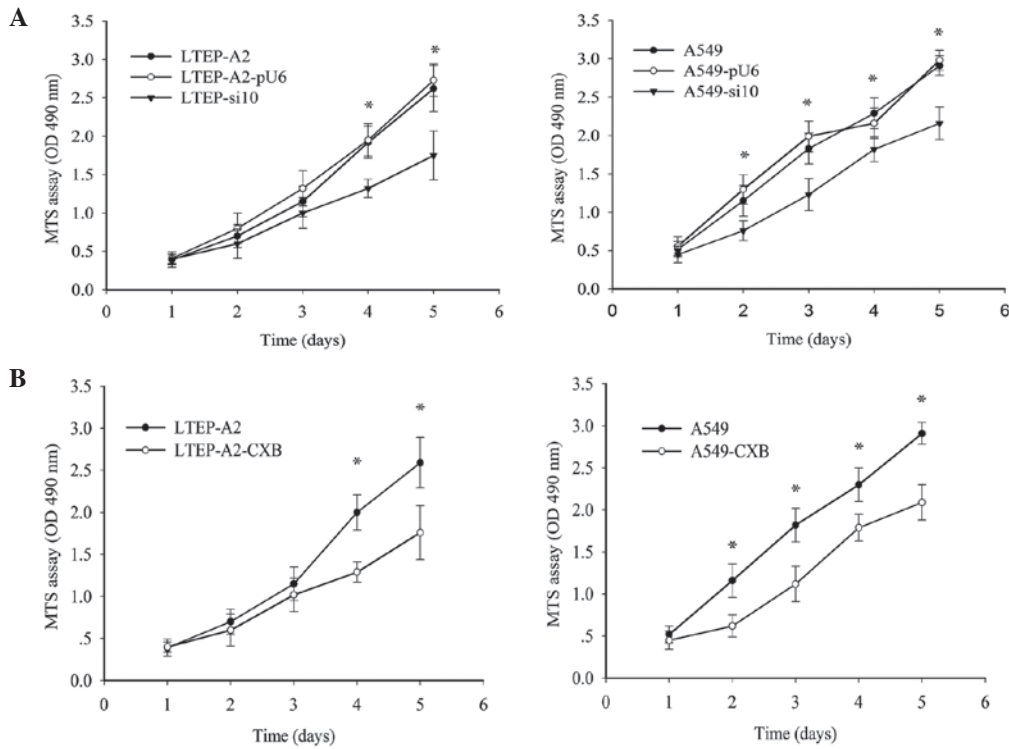 A
MTS assay (OD 490 nm)
3.5
3.0
2.5
2.0
1.5
1.0
0.5
0.0
LTEP-A2
LTEP-A2-pU6
LTEP-si10
*
*
0 1 2 3 4 5 6
Time (days)
MTS assay (OD 490 nm)
3.5
3.0
2.5
2.0
1.5
1.0
0.5
0.0
A549
A549-pU6
A549-si10
*
*
*
*
0 1 2 3 4 5 6
Time (days)
B
MTS assay (OD 490 nm)
3.5
3.0
2.5
2.0
1.5
1.0
.5
0.0
LTEP-A2
LTEP-A2-CXB
*
*
0 1 2 3 4 5 6
Time (days)
MTS assay (OD 490 nm)
3.5
3.0
2.5
2.0
1.5
1.0
.5
0.0
A549
A549-CXB
*
*
*
*
0 1 2 3 4 5 6
Time (days)